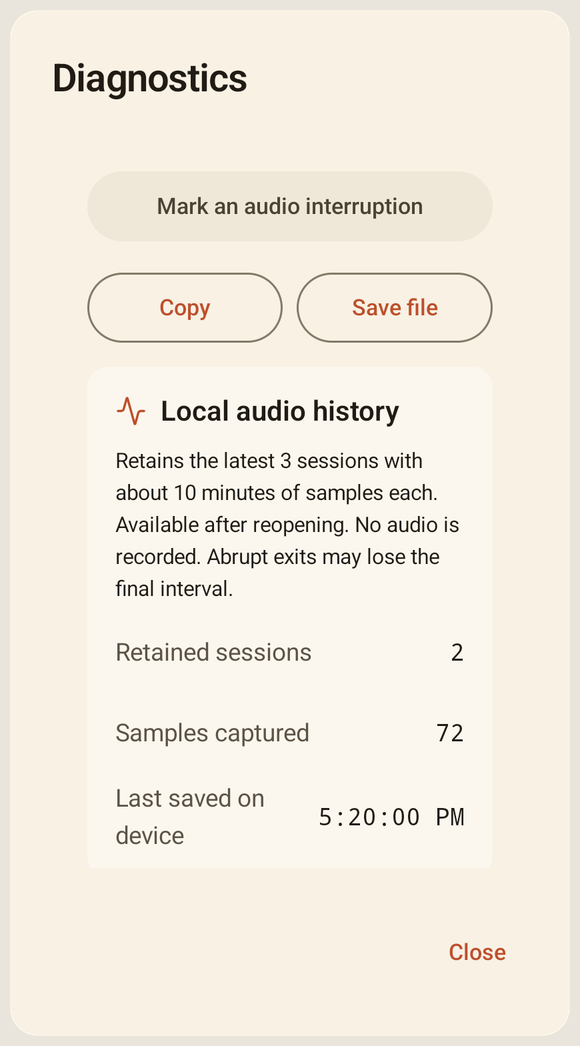 Diagnostics
Mark an audio interruption
Copy
Save file
Local audio history
Retains the latest 3 sessions with
about 10 minutes of samples each.
Available after reopening. No audio is
recorded. Abrupt exits may lose the
final interval.
Retained sessions 2
Samples captured 72
Last saved on
device
5:20:00 PM
Close